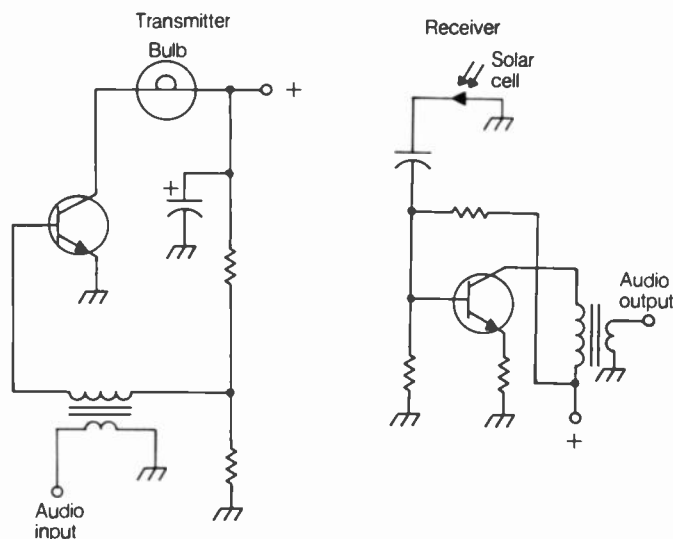 Transmitter
Bulb
+
+
Audio
input
Receiver
Solar
cell
Audio
output
+